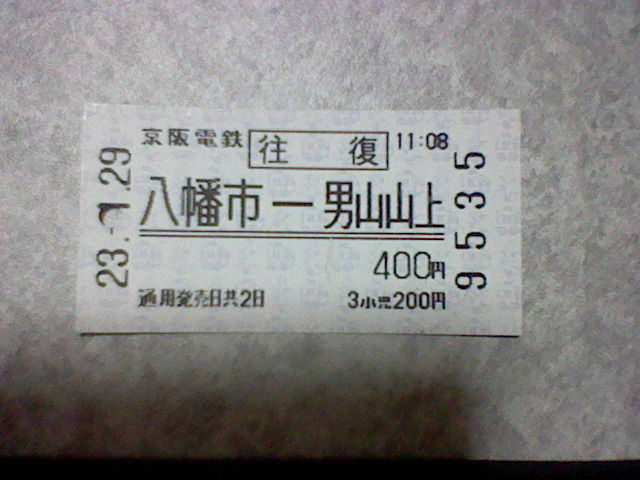 京阪電鉄 往復 11:08
23.-1.29
八幡市 ー 男山山上
400円
通用発売日共2日 3小児200円
9535